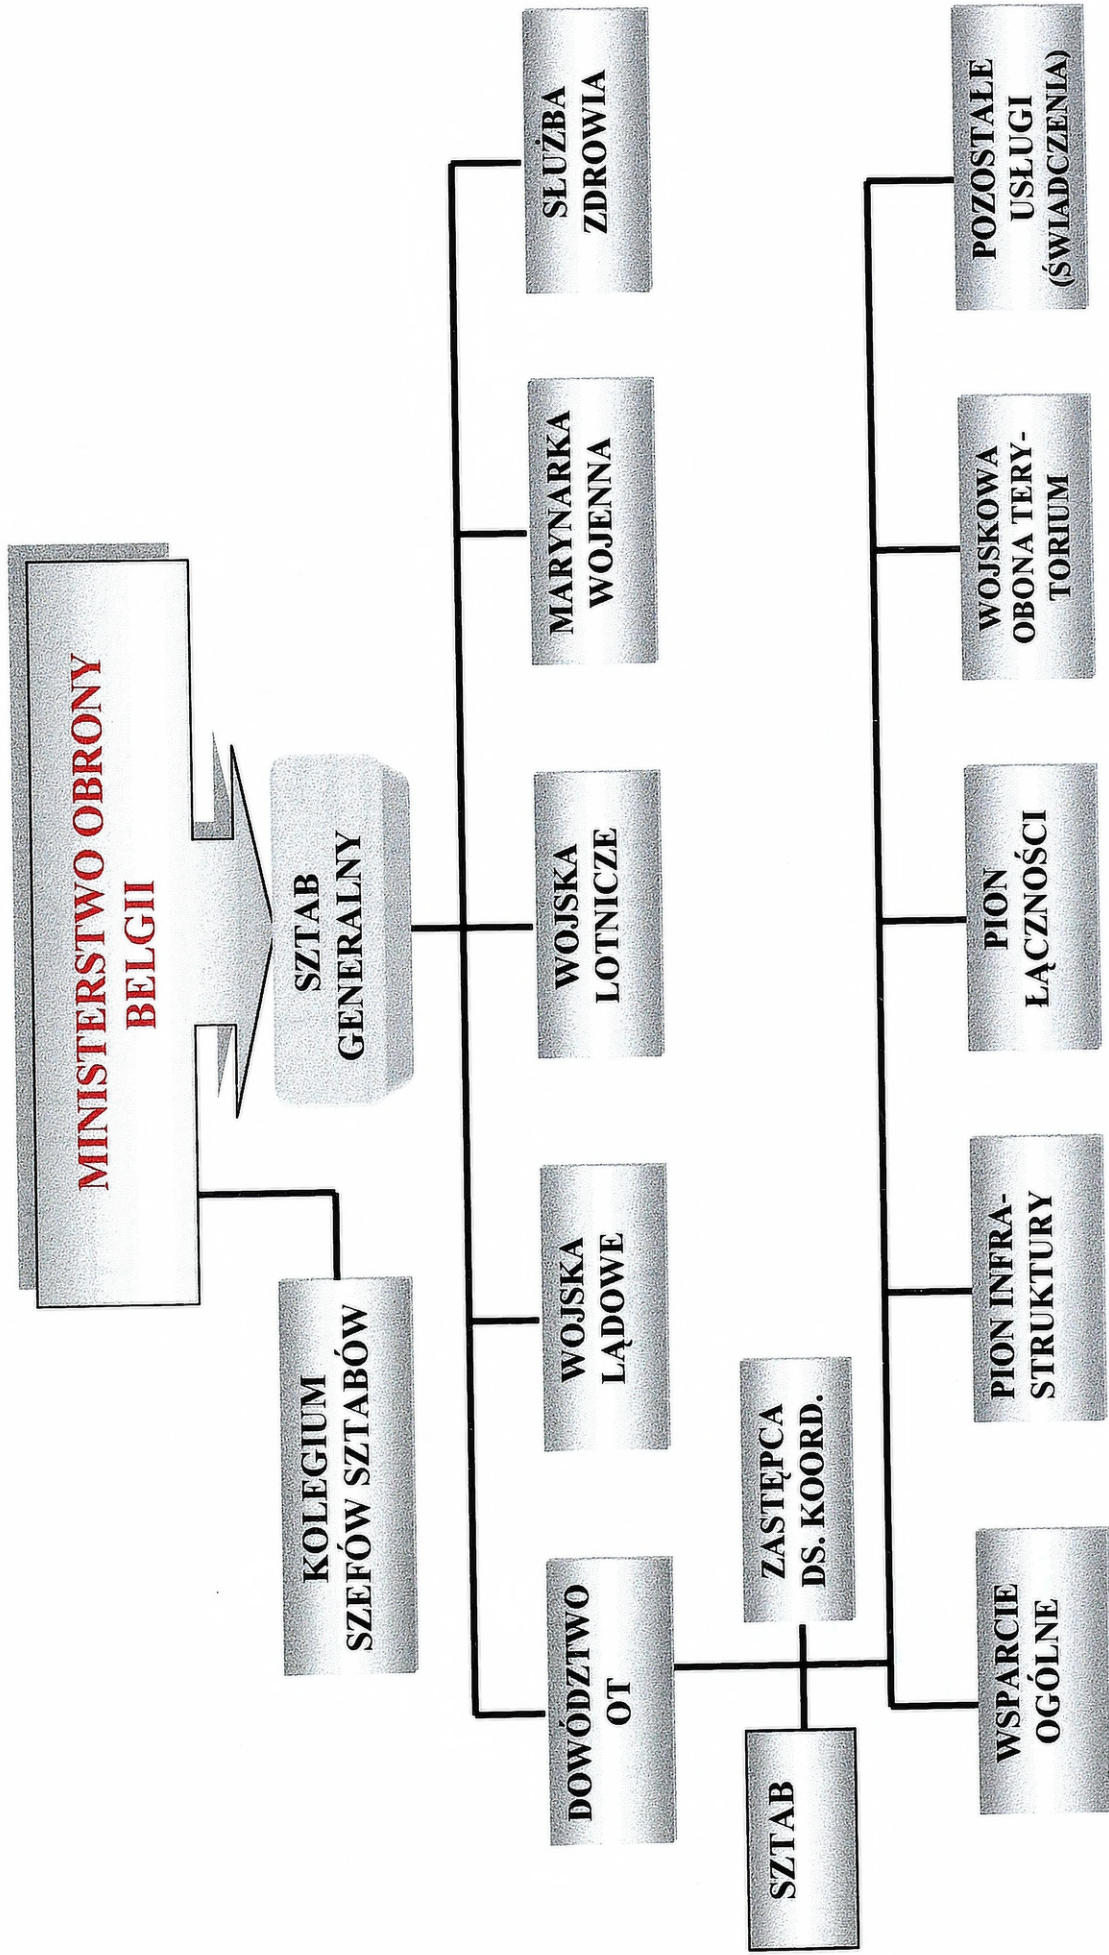 MINISTERSTWO OBRONY
BELGII
KOLEGIUM
SZEFÓW SZTABÓW
SZTAB
GENERALNY
DOWÓDZTWO
OT
WOJSKA
LĄDOWE
WOJSKA
LOTNICZE
MARYNARKA
WOJENNA
SŁUŻBA
ZDROWIA
SZTAB
ZASTĘPCA
DS. KOORD.
WSPARCIE
OGÓLNE
PION INFRA-
STRUKTURY
PION
ŁĄCZNOŚCI
WOJSKOWA
OBONA TERY-
TORIUM
POZOSTAŁE
USŁUGI
(ŚWIADCZENIA)